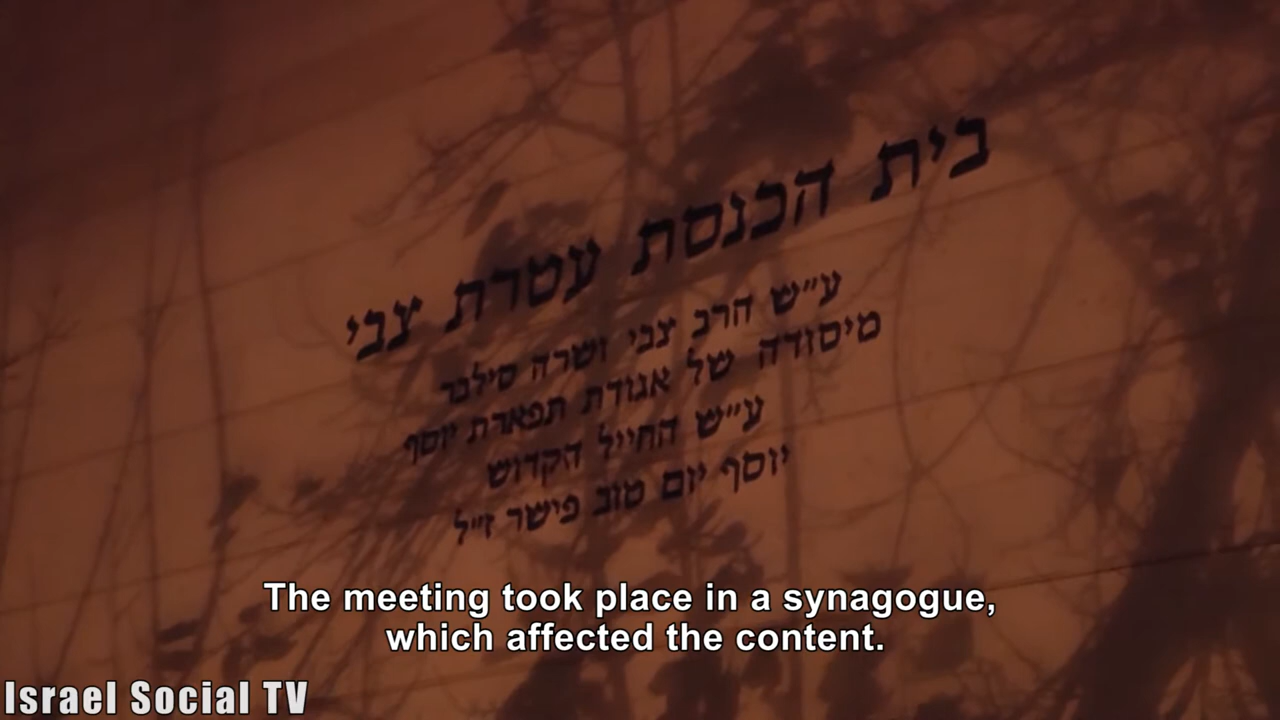 בית הכנסת עטרת צבי
ע״ש הרב צבי ושרה סילבר
מיסודה של אגודת תפארת יוסף
ע״ש החייל הקדוש
יוסף יום טוב פישר ז״ל
The meeting took place in a synagogue,
which affected the content.
Israel Social TV